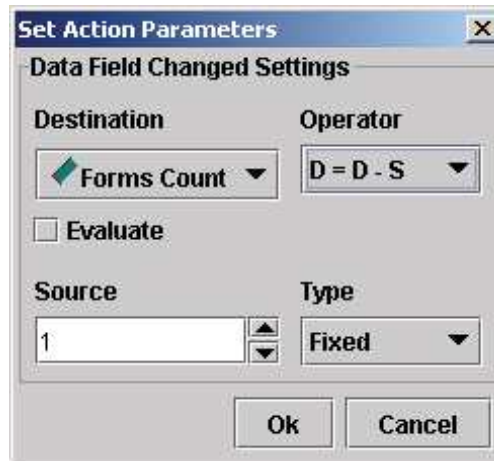 Set Action Parameters
Data Field Changed Settings
Destination Operator
Forms Count D = D - S
Evaluate
Source Type
1 Fixed
Ok Cancel